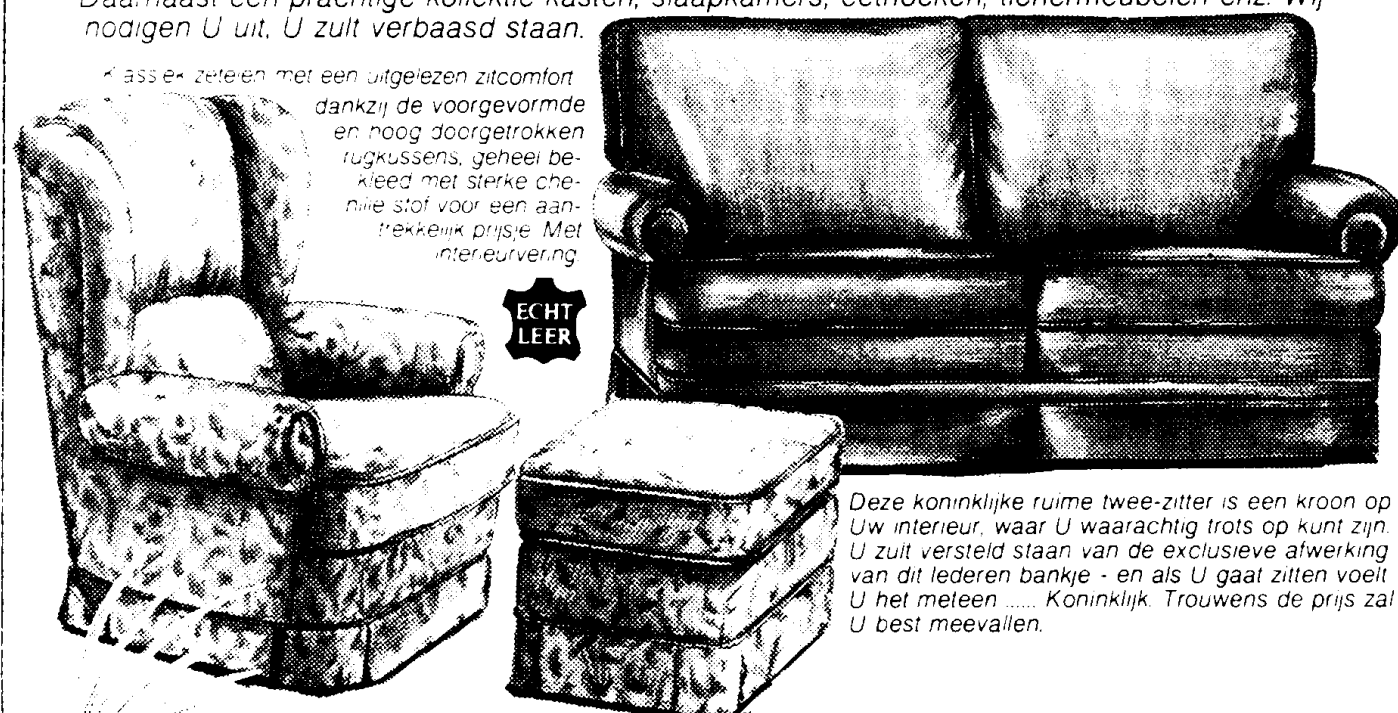 Daarnaast een prachtige kollektie kasten, slaapkamers, eethoeken, tienermeubelen enz. Wij
nodigen U uit, U zult verbaasd staan.
Klassiek zetelen met een uitgelezen zitcomfort
dankzij de voorgevormde
en hoog doorgetrokken
rugkussens, geheel be-
kleed met sterke che-
nille stof voor een aan-
trekkelijk prijsje. Met
interieurvering.
ECHT
LEER
Deze koninklijke ruime twee-zitter is een kroon op
Uw interieur, waar U waarachtig trots op kunt zijn.
U zult versteld staan van de exclusieve afwerking
van dit lederen bankje - en als U gaat zitten voelt
U het meteen ...... Koninklijk. Trouwens de prijs zal
U best meevallen.